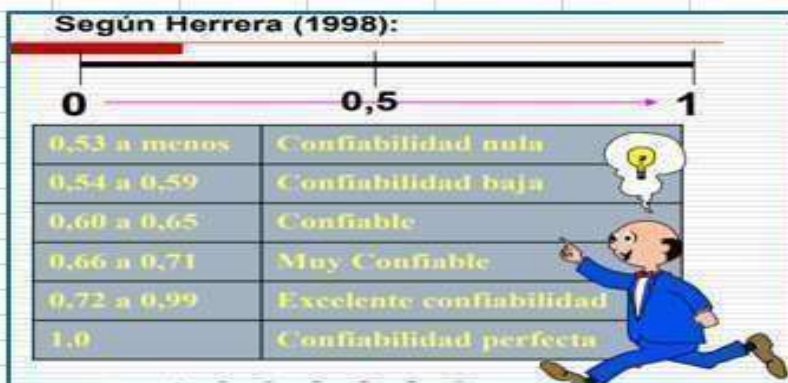 Según Herrera (1998):
0 0,5 1
0,53 a menos Confiabilidad nula
0,54 a 0,59 Confiabilidad baja
0,60 a 0,65 Confiable
0,66 a 0,71 Muy Confiable
0,72 a 0,99 Excelente confiabilidad
1.0 Confiabilidad perfecta